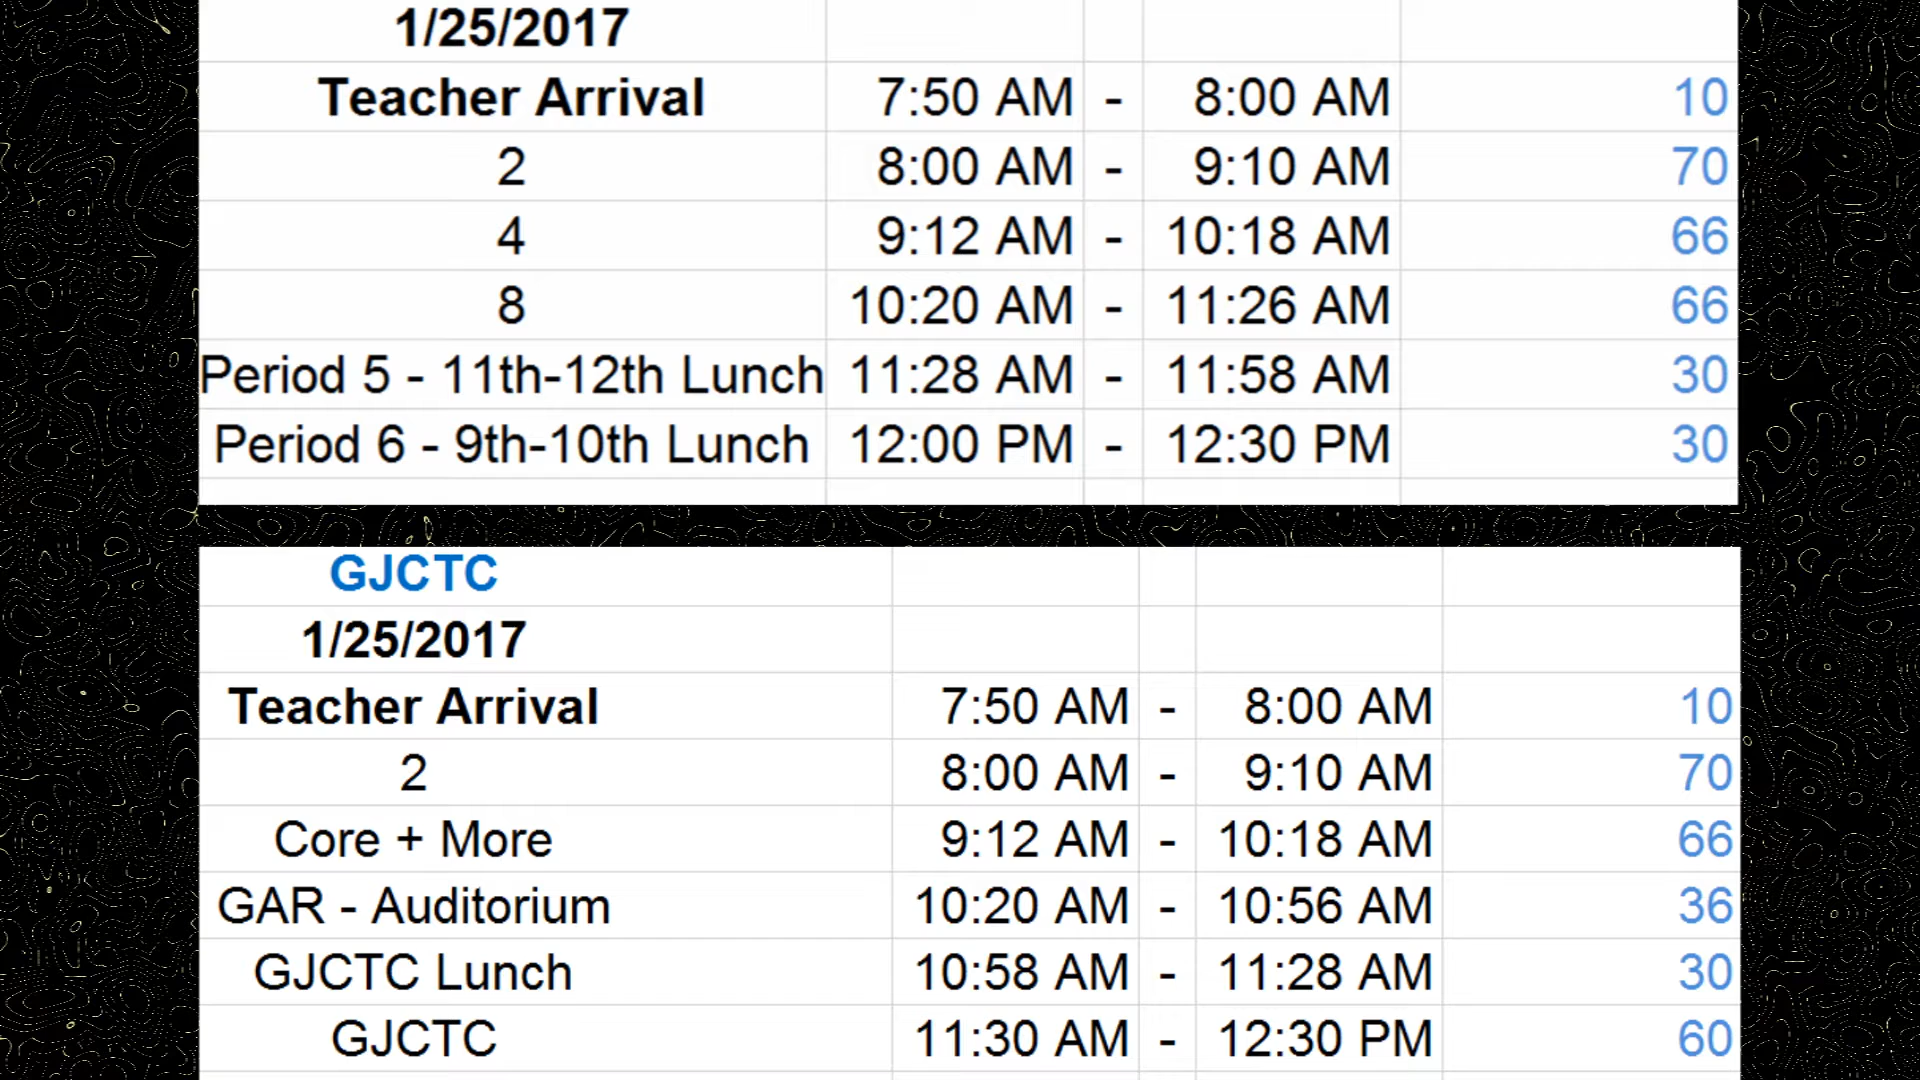 1/25/2017
Teacher Arrival 7:50 AM - 8:00 AM 10
2 8:00 AM - 9:10 AM 70
4 9:12 AM - 10:18 AM 66
8 10:20 AM - 11:26 AM 66
Period 5 - 11th-12th Lunch 11:28 AM - 11:58 AM 30
Period 6 - 9th-10th Lunch 12:00 PM - 12:30 PM 30
GJCTC
1/25/2017
Teacher Arrival 7:50 AM - 8:00 AM 10
2 8:00 AM - 9:10 AM 70
Core + More 9:12 AM - 10:18 AM 66
GAR - Auditorium 10:20 AM - 10:56 AM 36
GJCTC Lunch 10:58 AM - 11:28 AM 30
GJCTC 11:30 AM - 12:30 PM 60